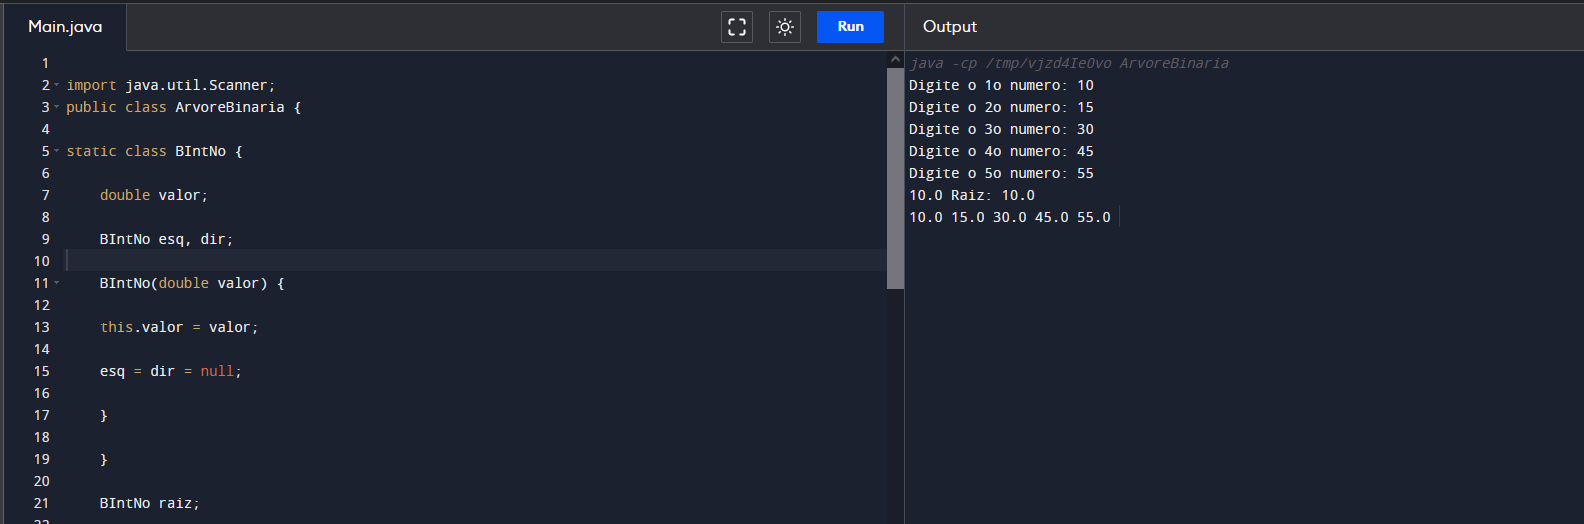 Main.java
Run
1
2 import java.util.Scanner;
3 public class ArvoreBinaria {
4
5 static class BIntNo {
6
7 double valor;
8
9 BIntNo esq, dir;
10
11 BIntNo(double valor) {
12
13 this.valor = valor;
14
15 esq = dir = null;
16
17 }
18
19 }
20
21 BIntNo raiz;
Output
java -cp /tmp/vjzd4Ie0vo ArvoreBinaria
Digite o 1o numero: 10
Digite o 2o numero: 15
Digite o 3o numero: 30
Digite o 4o numero: 45
Digite o 5o numero: 55
10.0 Raiz: 10.0
10.0 15.0 30.0 45.0 55.0